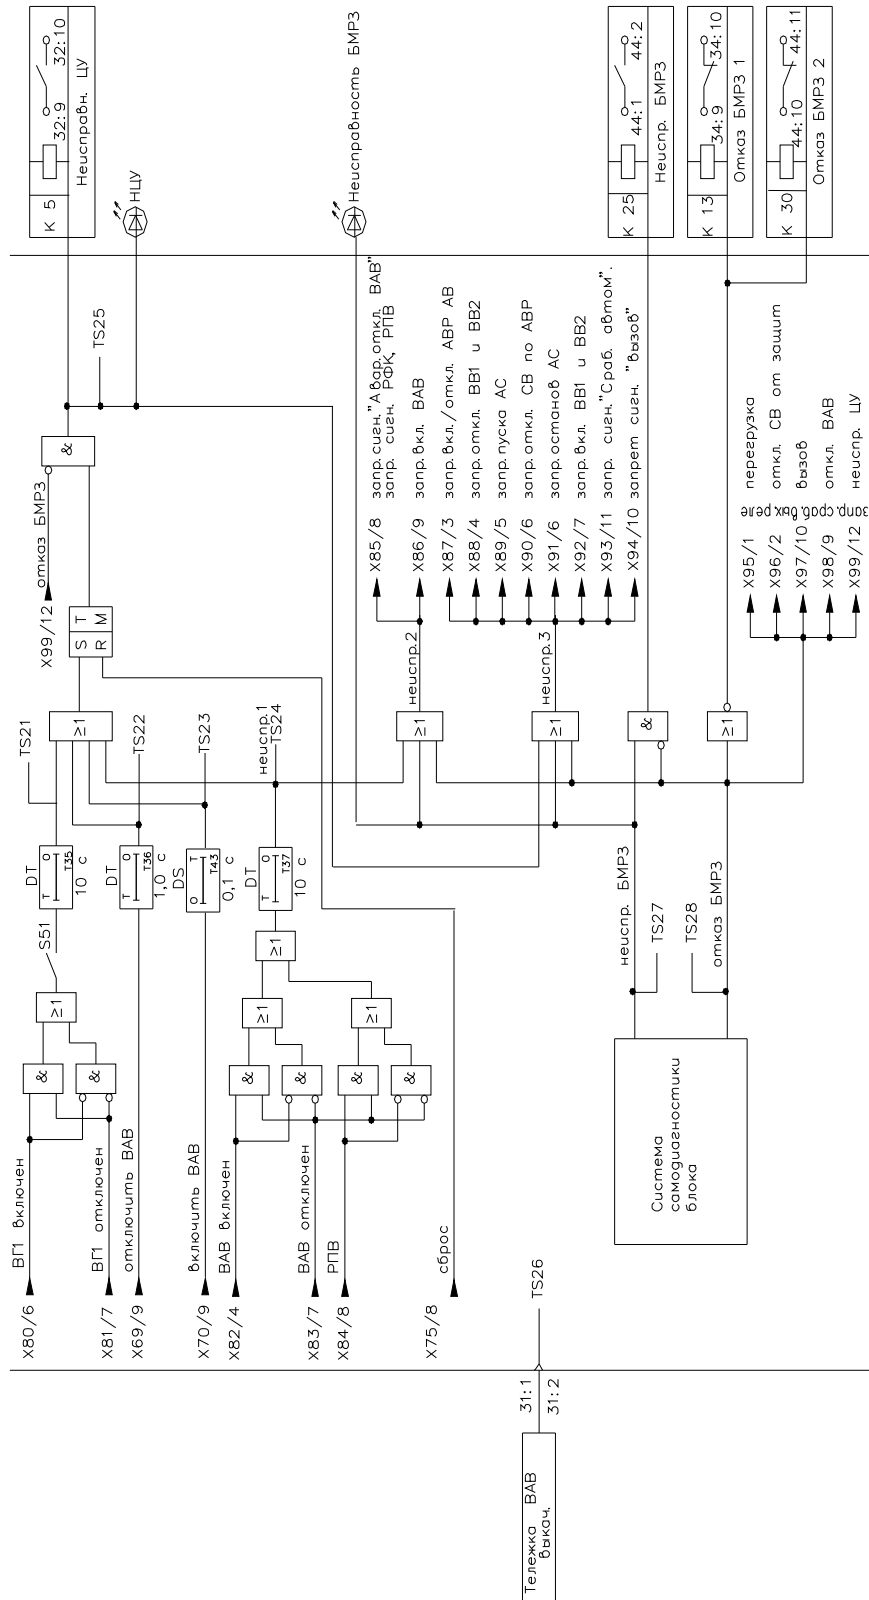 Тележка ВАВ
выкач.
31:1
31:2
TS26
X80/6
ВГ1 включен
X81/7
ВГ1 отключен
X69/9
отключить ВАВ
X70/9
включить ВАВ
X82/4
ВАВ включен
X83/7
ВАВ отключен
X84/8
РПВ
X75/8
сброс
&
&
≥1
S51
DT
T O
T35
10 с
TS21
DT
T O
T36
1,0 с
TS22
DS
O T
T43
0,1 с
TS23
&
&
&
&
≥1
≥1
≥1
DT
T O
T37
10 с
неиспр.1
TS24
≥1
S T
R M
X99/12
отказ БМРЗ
&
TS25
К 5
32:9
32:10
Неисправн. ЦУ
НЦУ
Неисправность БМРЗ
Система
самодиагностики
блока
неиспр. БМРЗ
TS27
TS28
отказ БМРЗ
≥1
неиспр.2
≥1
неиспр.3
&
≥1
X85/8 запр. сигн. "Авар. откл. ВАВ"
запр. сигн. РФК, РПВ
X86/9 запр. вкл. ВАВ
X87/3 запр.вкл./откл. АВР АВ
X88/4 запр.откл. ВВ1 и ВВ2
X89/5 запр.пуска АС
X90/6 запр.откл. СВ по АВР
X91/6 запр.останов АС
X92/7 запр.вкл. ВВ1 и ВВ2
X93/11 запр. сигн."Сраб. автом".
X94/10 запрет сигн. "вызов"
запр. сраб. вых. реле
X95/1 перегрузка
X96/2 откл. СВ от защит
X97/10 вызов
X98/9 откл. ВАВ
X99/12 неиспр. ЦУ
К 25
44:1
44:2
Неиспр. БМРЗ
К 13
34:9
34:10
Отказ БМРЗ 1
К 30
44:10
44:11
Отказ БМРЗ 2